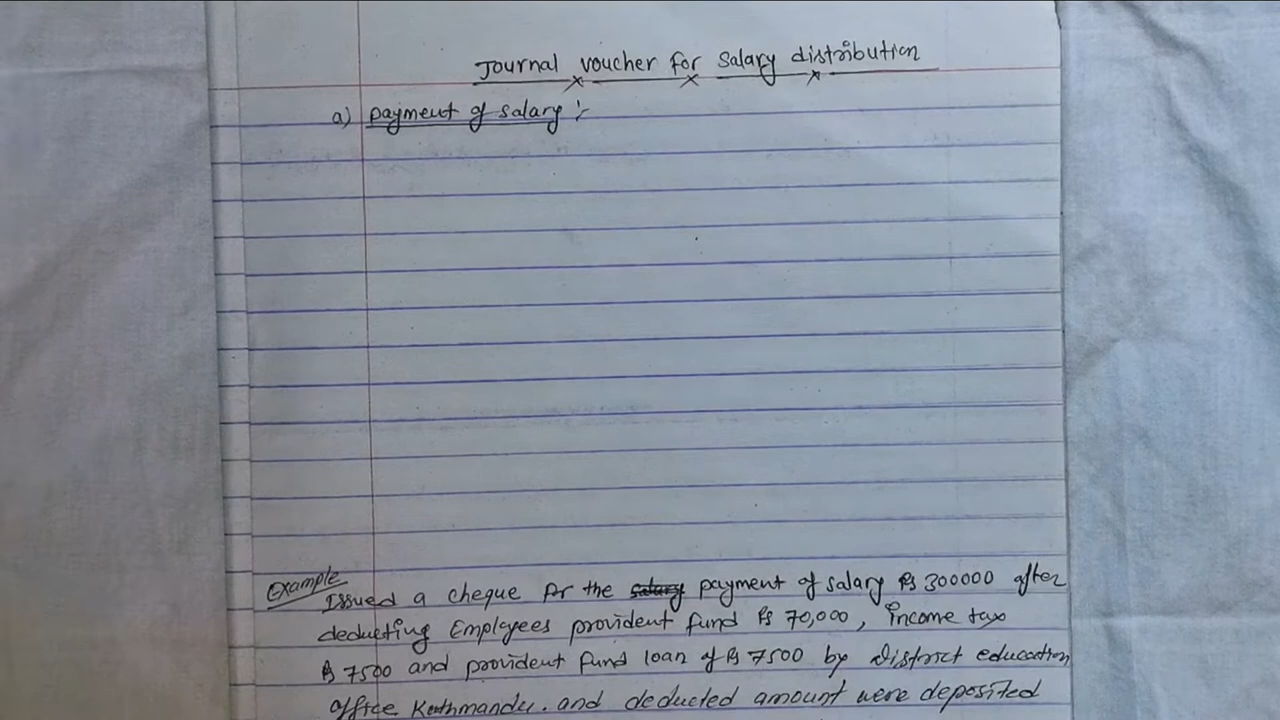 Journal voucher for salary distribution
a) payment of salary :-
Example
Issued a cheque for the salary payment of salary Rs 300000 after
deducting Employees provident fund Rs 70,000, income tax
Rs 7500 and provident fund loan of Rs 7500 by District education
office Kathmandu. and deducted amount were deposited